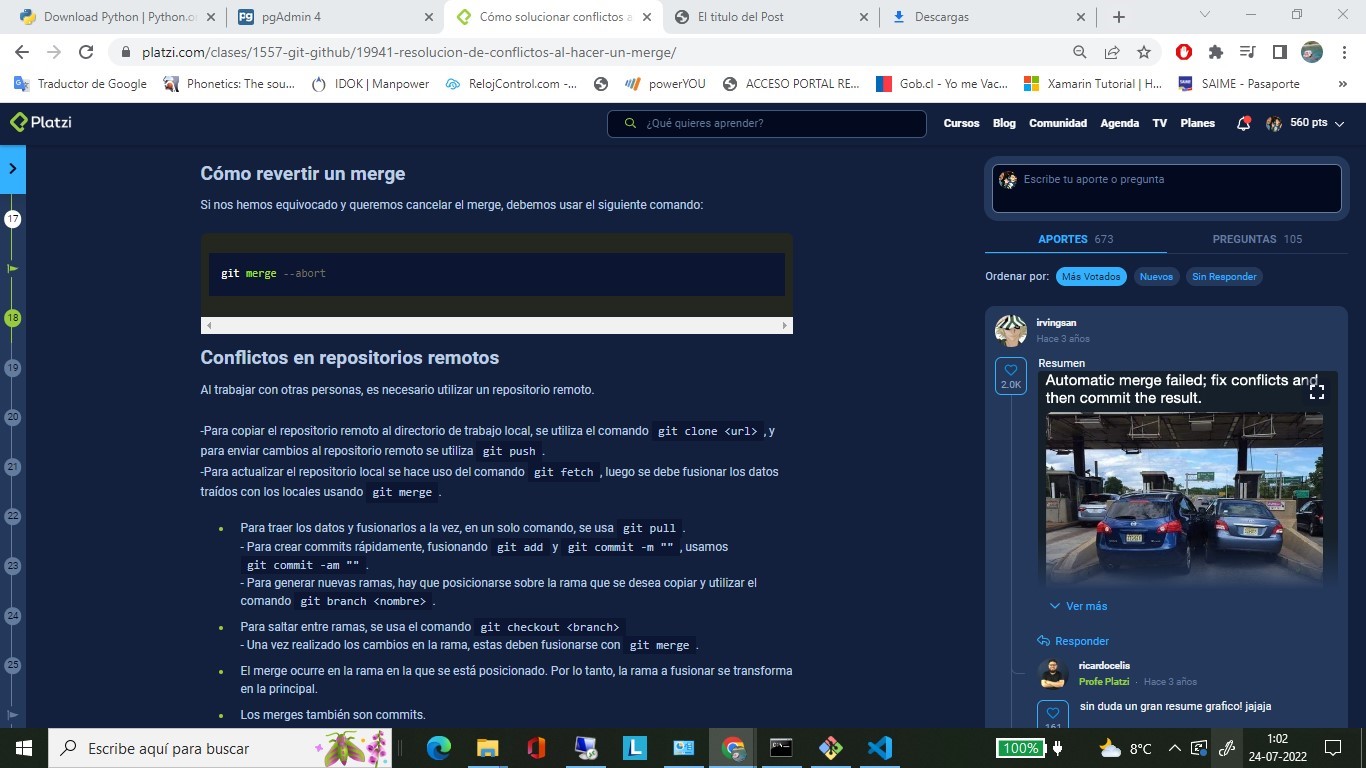 Download Python | Python.o
pgAdmin 4
Cómo solucionar conflictos a
El titulo del Post
Descargas
platzi.com/clases/1557-git-github/19941-resolucion-de-conflictos-al-hacer-un-merge/
Traductor de Google
Phonetics: The sou...
IDOK | Manpower
RelojControl.com -...
powerYOU
ACCESO PORTAL RE...
Gob.cl - Yo me Vac...
Xamarin Tutorial | H...
SAIME - Pasaporte
»
Platzi
¿Qué quieres aprender?
Cursos
Blog
Comunidad
Agenda
TV
Planes
560 pts
17
18
19
20
21
22
23
24
25
Cómo revertir un merge
Si nos hemos equivocado y queremos cancelar el merge, debemos usar el siguiente comando:
git merge --abort
Conflictos en repositorios remotos
Al trabajar con otras personas, es necesario utilizar un repositorio remoto.
-Para copiar el repositorio remoto al directorio de trabajo local, se utiliza el comando git clone <url> , y
para enviar cambios al repositorio remoto se utiliza git push .
-Para actualizar el repositorio local se hace uso del comando git fetch , luego se debe fusionar los datos
traídos con los locales usando git merge .
Para traer los datos y fusionarlos a la vez, en un solo comando, se usa git pull .
- Para crear commits rápidamente, fusionando git add y git commit -m "" , usamos
git commit -am "" .
- Para generar nuevas ramas, hay que posicionarse sobre la rama que se desea copiar y utilizar el
comando git branch <nombre> .
Para saltar entre ramas, se usa el comando git checkout <branch>
- Una vez realizado los cambios en la rama, estas deben fusionarse con git merge .
El merge ocurre en la rama en la que se está posicionado. Por lo tanto, la rama a fusionar se transforma
en la principal.
Los merges también son commits.
Escribe tu aporte o pregunta
APORTES 673
PREGUNTAS 105
Ordenar por:
Más Votados
Nuevos
Sin Responder
irvingsan
Hace 3 años
2.0K
Resumen
Automatic merge failed; fix conflicts and
then commit the result.
Ver más
Responder
ricardocelis
Profe Platzi · Hace 3 años
sin duda un gran resume grafico! jajaja
161
Escribe aquí para buscar
L
100%
8°C
1:02
24-07-2022